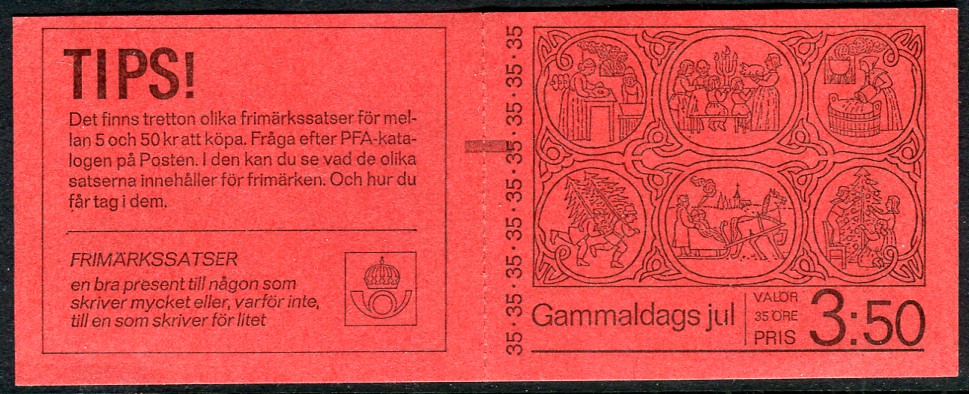 TIPS!
Det finns tretton olika frimärkssatser för mel-
lan 5 och 50 kr att köpa. Fråga efter PFA-kata-
logen på Posten. I den kan du se vad de olika
satserna innehåller för frimärken. Och hur du
får tag i dem.
FRIMÄRKSSATSER
en bra present till någon som
skriver mycket eller, varför inte,
till en som skriver för litet
35·35·35·35·35·35·35·35
Gammaldags jul
VALÖR
35 ÖRE
PRIS
3:50